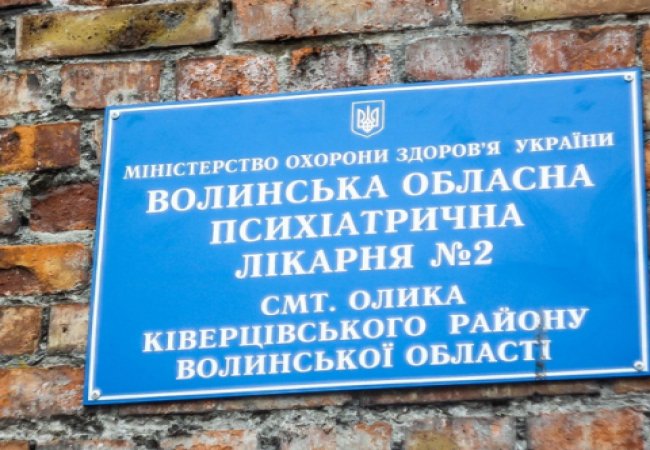 МІНІСТЕРСТВО ОХОРОНИ ЗДОРОВ'Я УКРАЇНИ
ВОЛИНСЬКА ОБЛАСНА
ПСИХІАТРИЧНА
ЛІКАРНЯ №2
СМТ. ОЛИКА
КІВЕРЦІВСЬКОГО РАЙОНУ
ВОЛИНСЬКОЇ ОБЛАСТІ